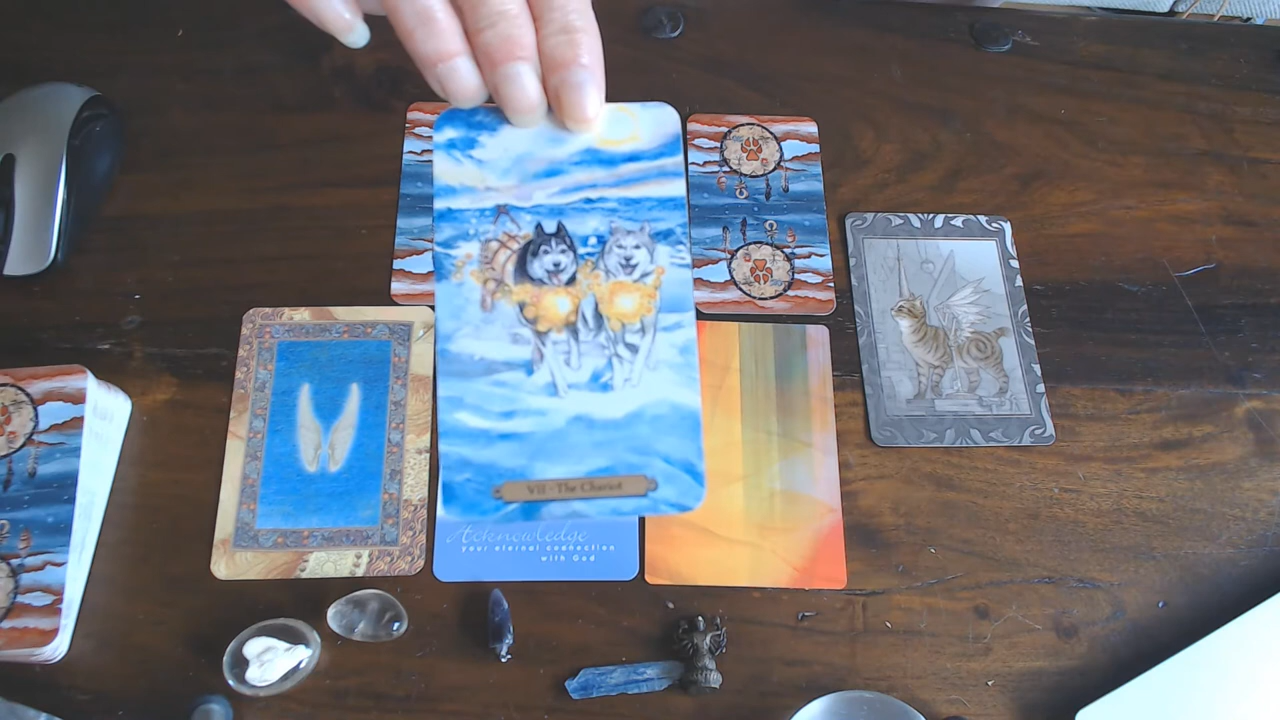 VII - The Chariot
Acknowledge
your eternal connection
with God